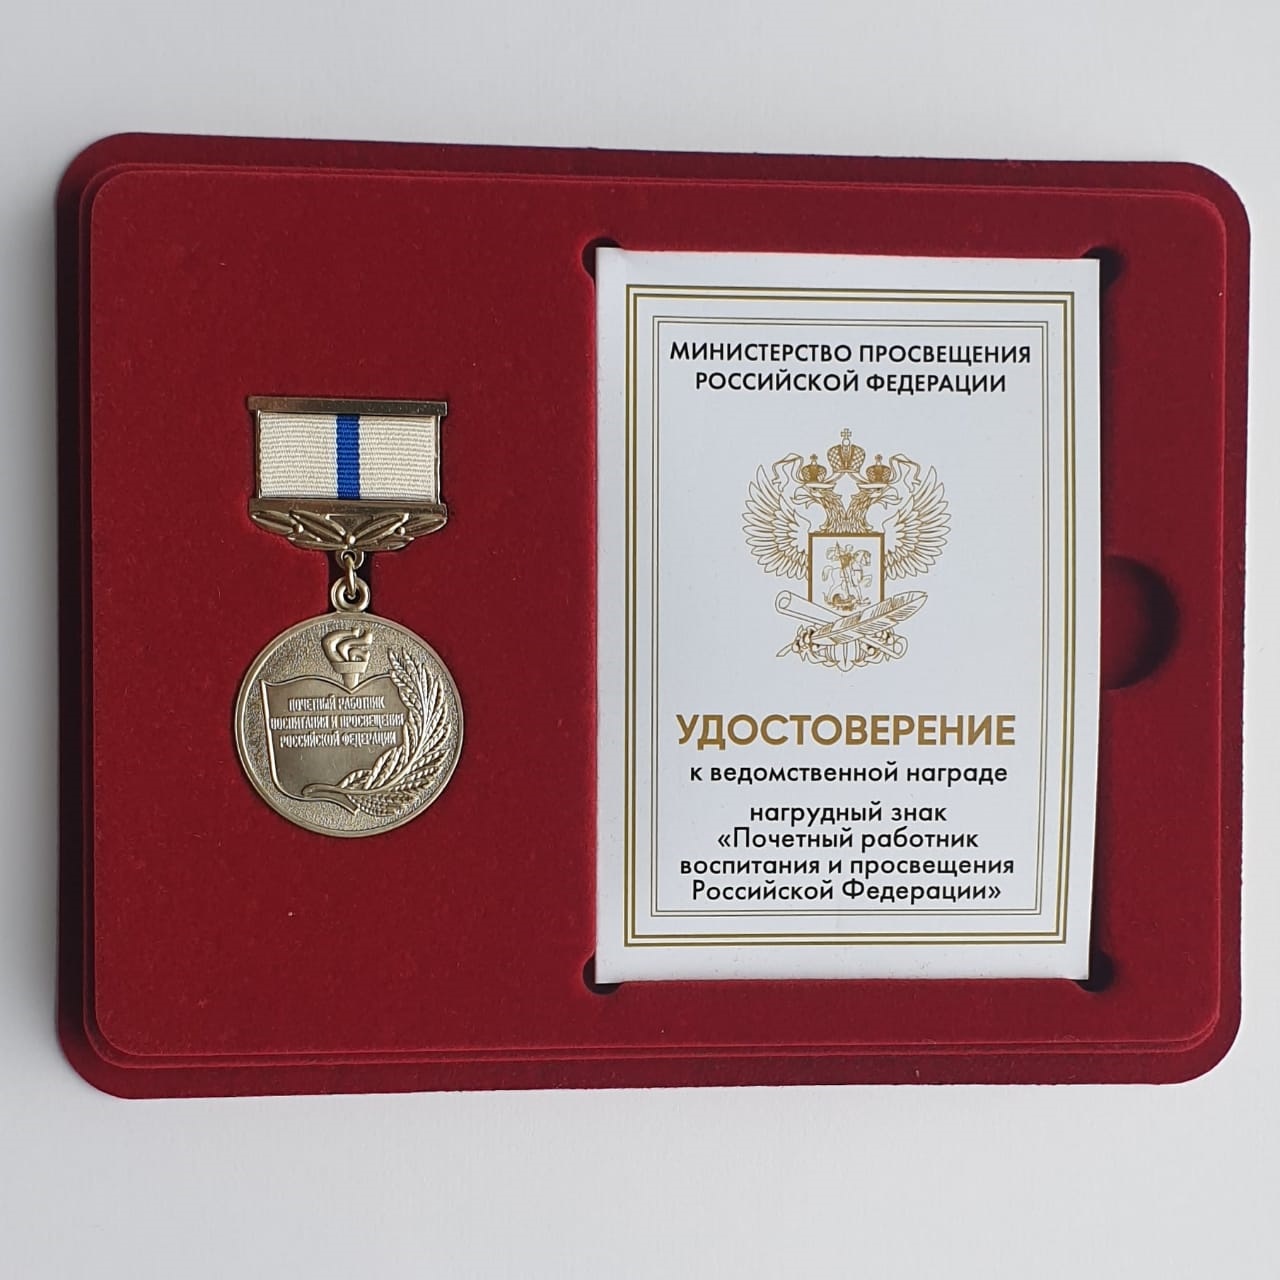 ПОЧЕТНЫЙ РАБОТНИК
ВОСПИТАНИЯ И ПРОСВЕЩЕНИЯ
РОССИЙСКОЙ ФЕДЕРАЦИИ
МИНИСТЕРСТВО ПРОСВЕЩЕНИЯ
РОССИЙСКОЙ ФЕДЕРАЦИИ
УДОСТОВЕРЕНИЕ
к ведомственной награде
нагрудный знак
«Почетный работник
воспитания и просвещения
Российской Федерации»